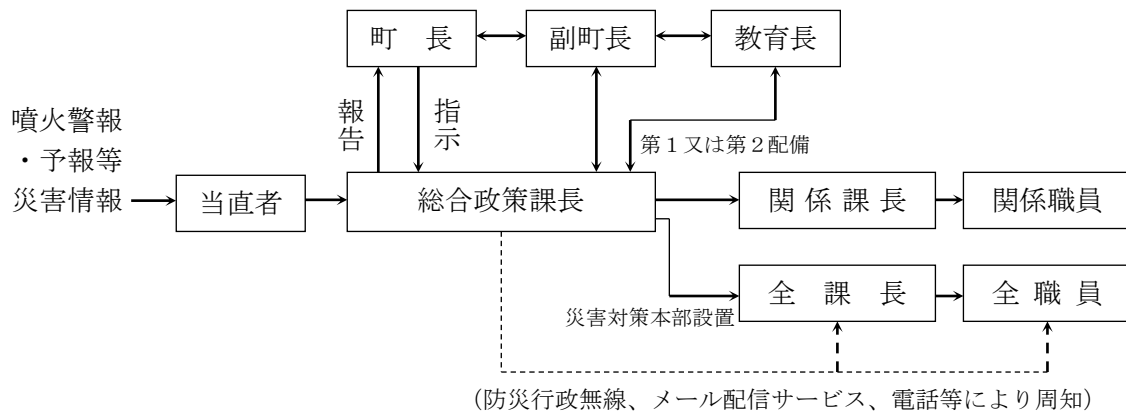 町　長
副町長
教育長
報告
指示
噴火警報
・予報等
災害情報
第１又は第２配備
当直者
総合政策課長
関係課長
関係職員
全　課　長
全職員
災害対策本部設置
（防災行政無線、メール配信サービス、電話等により周知）